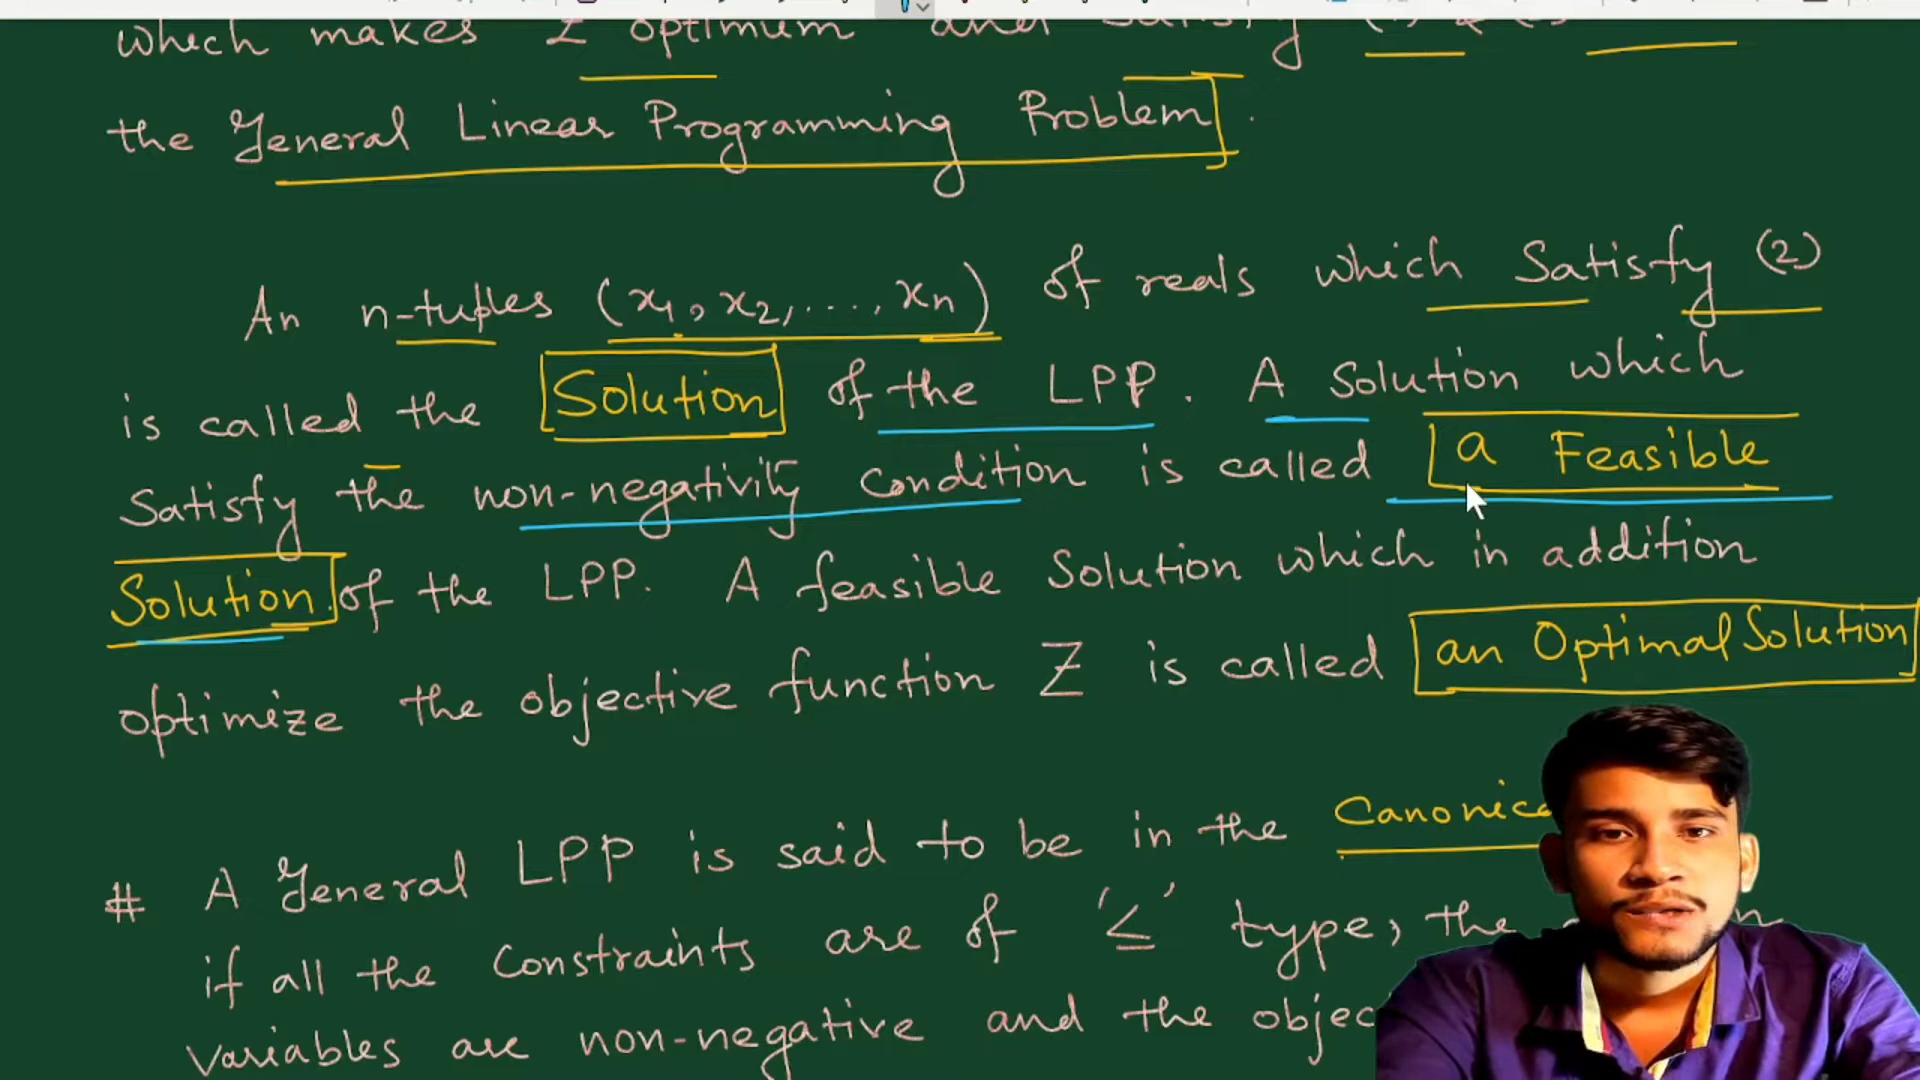 which makes Z optimum and Satisfy
the General Linear Programming Problem.
An n-tuples (x₁, x₂, ...., xₙ) of reals which Satisfy (2)
is called the Solution of the LPP. A Solution which
Satisfy the non-negativity Condition is called a Feasible
Solution. of the LPP. A feasible Solution which in addition
optimize the objective function Z is called an Optimal Solution
# A General LPP is said to be in the
if all the Constraints are of '≤' type, the
variables are non-negative and the